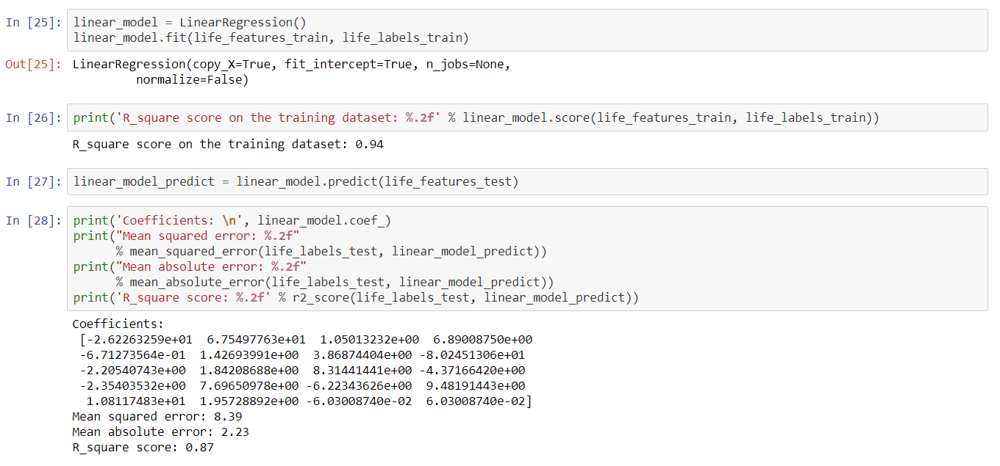 In [25]: linear_model = LinearRegression()
linear_model.fit(life_features_train, life_labels_train)
Out[25]: LinearRegression(copy_X=True, fit_intercept=True, n_jobs=None,
normalize=False)
In [26]: print('R_square score on the training dataset: %.2f' % linear_model.score(life_features_train, life_labels_train))
R_square score on the training dataset: 0.94
In [27]: linear_model_predict = linear_model.predict(life_features_test)
In [28]: print('Coefficients: \n', linear_model.coef_)
print("Mean squared error: %.2f"
% mean_squared_error(life_labels_test, linear_model_predict))
print("Mean absolute error: %.2f"
% mean_absolute_error(life_labels_test, linear_model_predict))
print('R_square score: %.2f' % r2_score(life_labels_test, linear_model_predict))
Coefficients:
[-2.62263259e+01 6.75497763e+01 1.05013232e+00 6.89008750e+00
-6.71273564e-01 1.42693991e+00 3.86874404e+00 -8.02451306e+01
-2.20540743e+00 1.84208688e+00 8.31441441e+00 -4.37166420e+00
-2.35403532e+00 7.69650978e+00 -6.22343626e+00 9.48191443e+00
1.08117483e+01 1.95728892e+00 -6.03008740e-02 6.03008740e-02]
Mean squared error: 8.39
Mean absolute error: 2.23
R_square score: 0.87